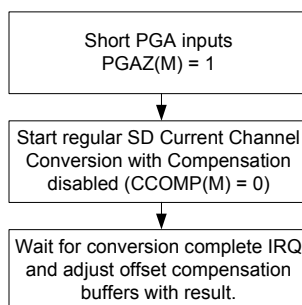 Short PGA inputs
PGAZ(M) = 1
Start regular SD Current Channel
Conversion with Compensation
disabled (CCOMP(M) = 0)
Wait for conversion complete IRQ
and adjust offset compensation
buffers with result.